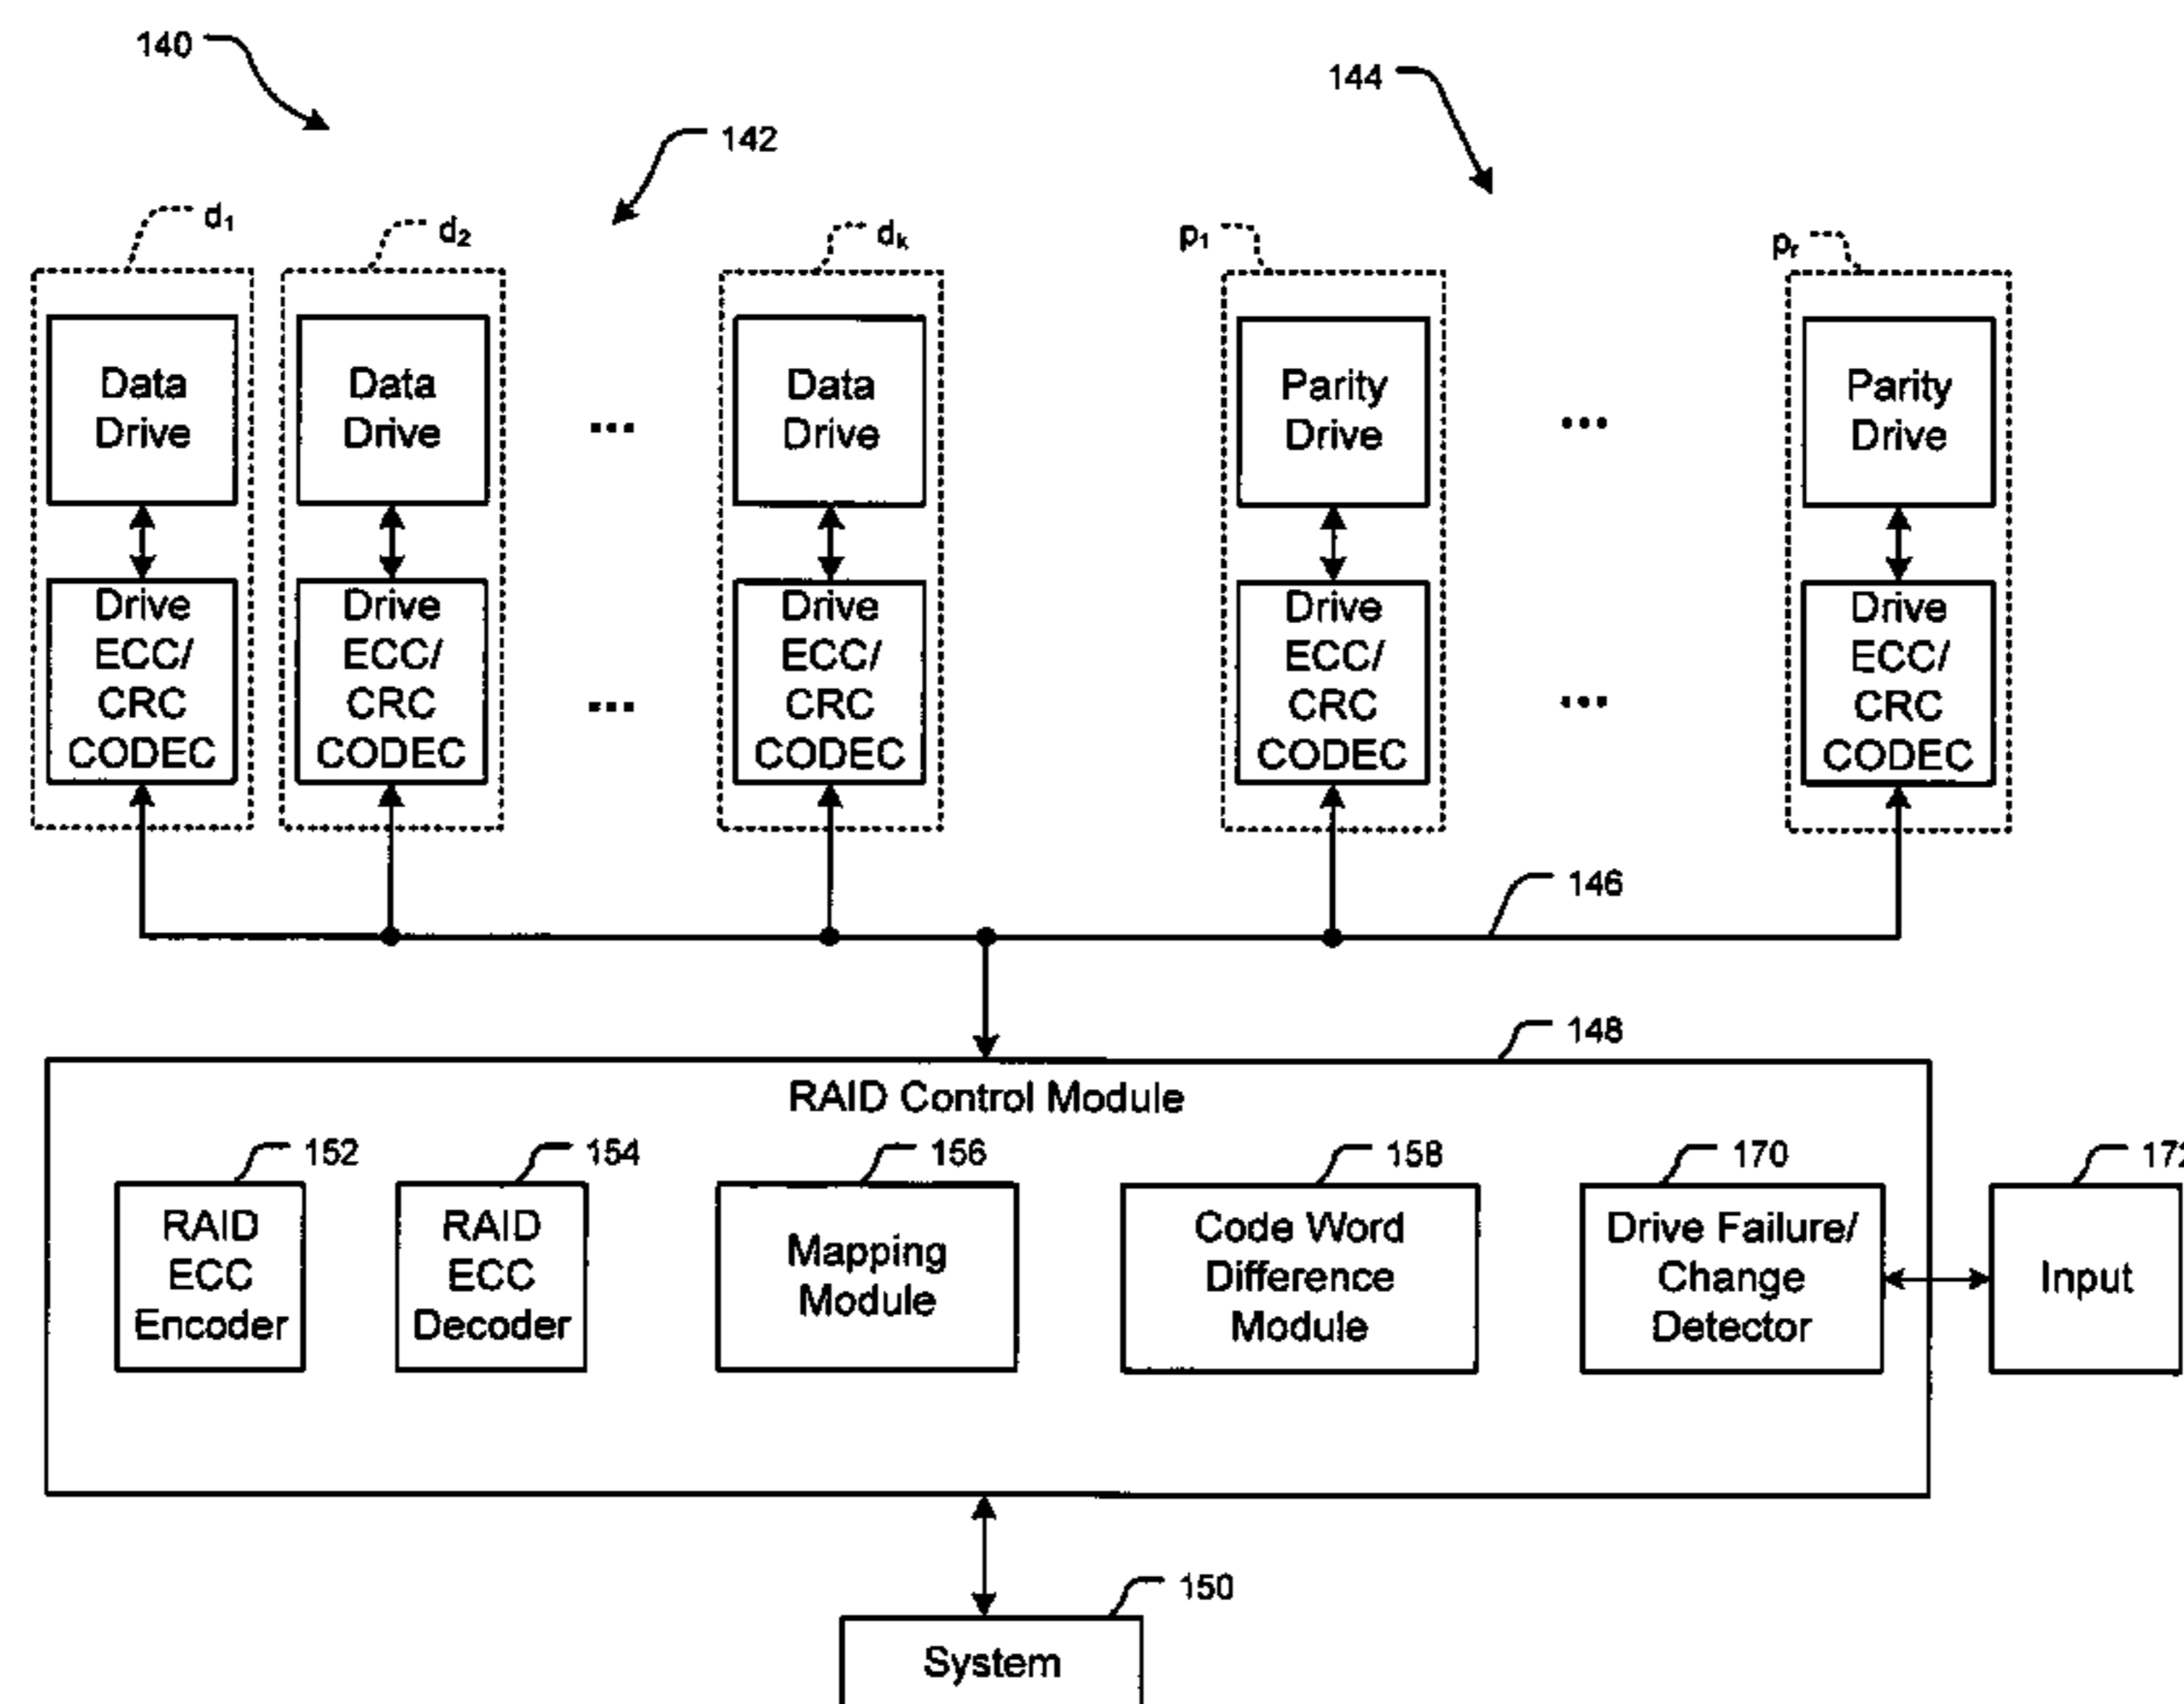 140
144
142
d1
d2
dk
p1
pr
Data
Drive
Data
Drive
...
Data
Drive
Parity
Drive
...
Parity
Drive
Drive
ECC/
CRC
CODEC
Drive
ECC/
CRC
CODEC
...
Drive
ECC/
CRC
CODEC
Drive
ECC/
CRC
CODEC
...
Drive
ECC/
CRC
CODEC
146
148
RAID Control Module
152
154
156
158
170
172
RAID
ECC
Encoder
RAID
ECC
Decoder
Mapping
Module
Code Word
Difference
Module
Drive Failure/
Change
Detector
Input
150
System